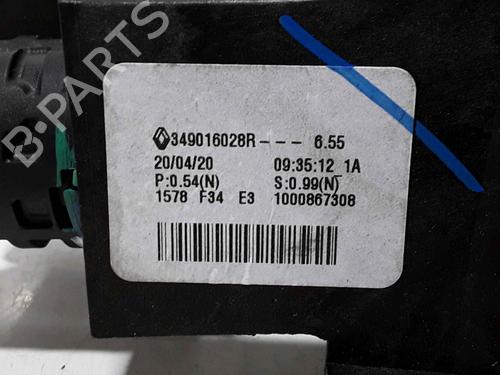 349016028R--- 6.55
20/04/20 09:35:12 1A
P:0.54(N) S:0.99(N)
1578 F34 E3 1000867308
B-PARTS